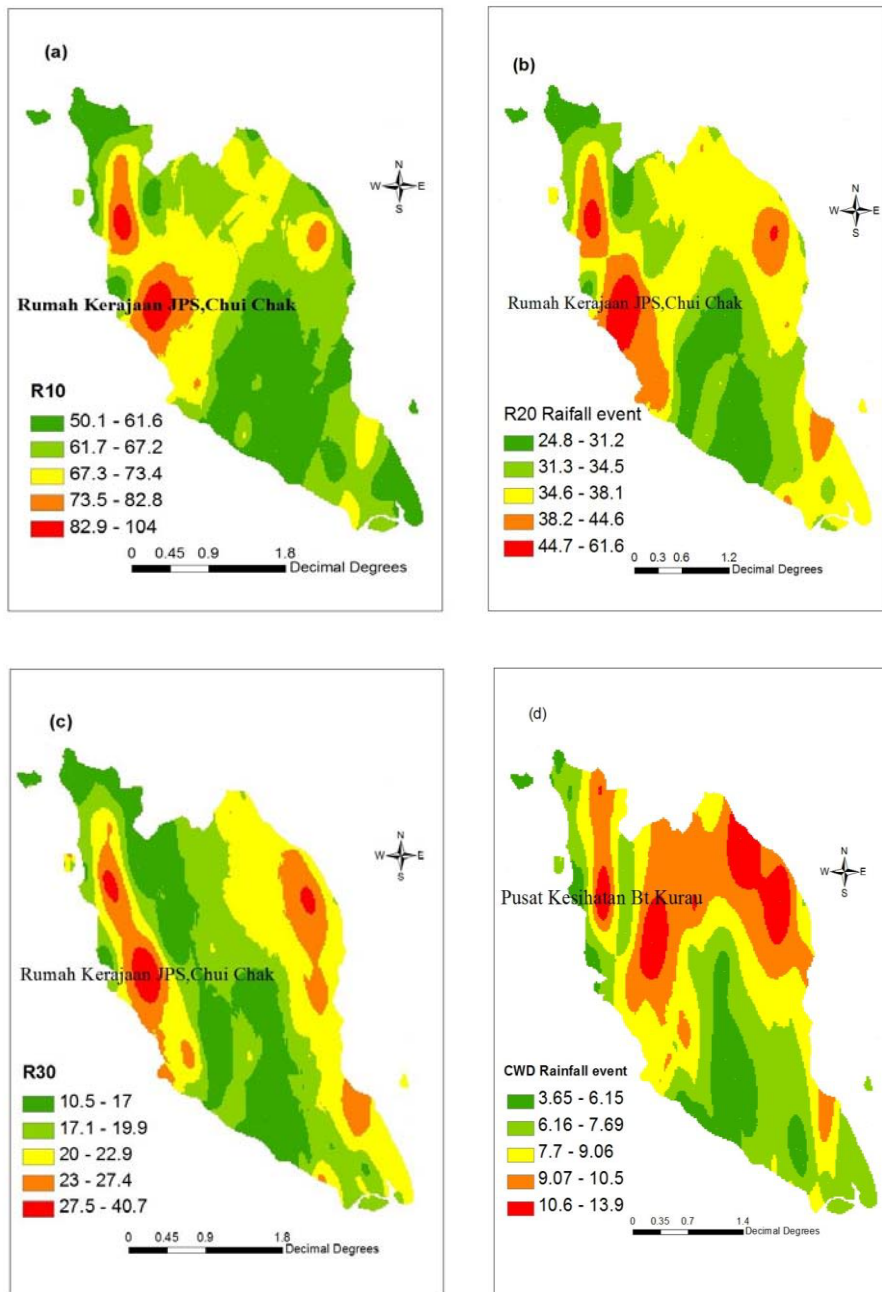 (a)
N
W E
S
Rumah Kerajaan JPS,Chui Chak
R10
50.1 - 61.6
61.7 - 67.2
67.3 - 73.4
73.5 - 82.8
82.9 - 104
0 0.45 0.9 1.8
Decimal Degrees
(b)
N
W E
S
Rumah Kerajaan JPS,Chui Chak
R20 Raifall event
24.8 - 31.2
31.3 - 34.5
34.6 - 38.1
38.2 - 44.6
44.7 - 61.6
0 0.3 0.6 1.2
Decimal Degrees
(c)
N
W E
S
Rumah Kerajaan JPS,Chui Chak
R30
10.5 - 17
17.1 - 19.9
20 - 22.9
23 - 27.4
27.5 - 40.7
0 0.45 0.9 1.8
Decimal Degrees
(d)
N
W E
S
Pusat Kesihatan Bt Kurau
CWD Rainfall event
3.65 - 6.15
6.16 - 7.69
7.7 - 9.06
9.07 - 10.5
10.6 - 13.9
0 0.35 0.7 1.4
Decimal Degrees